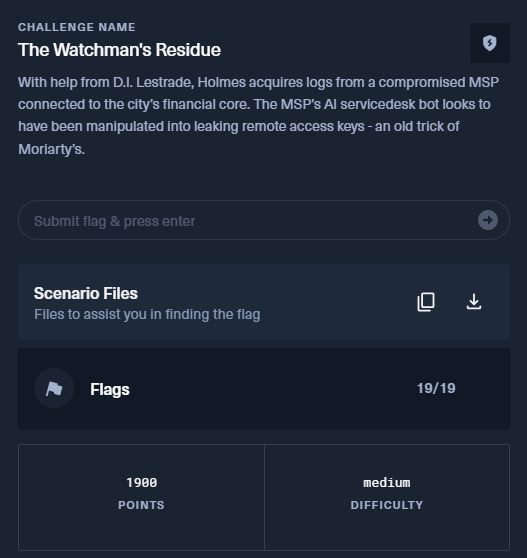 CHALLENGE NAME
The Watchman's Residue
With help from D.I. Lestrade, Holmes acquires logs from a compromised MSP
connected to the city's financial core. The MSP's AI servicedesk bot looks to
have been manipulated into leaking remote access keys - an old trick of
Moriarty's.
Submit flag & press enter
Scenario Files
Files to assist you in finding the flag
Flags
19/19
1900
POINTS
medium
DIFFICULTY